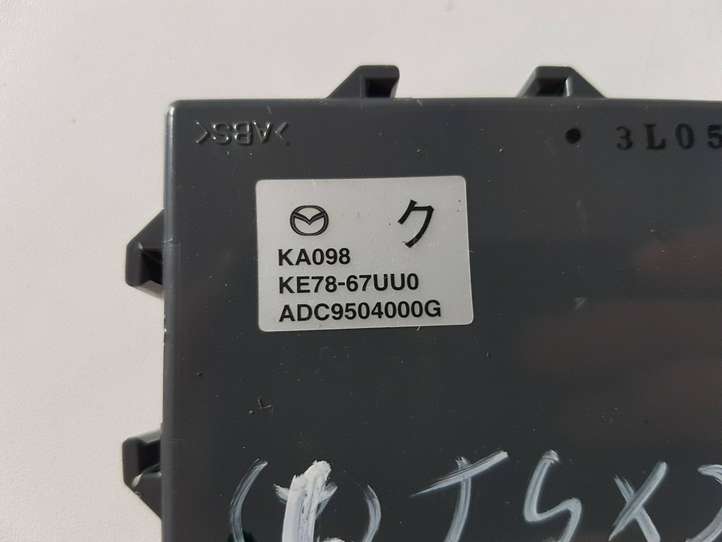 >ABS<
3L05
ク
KA098
KE78-67UU0
ADC9504000G